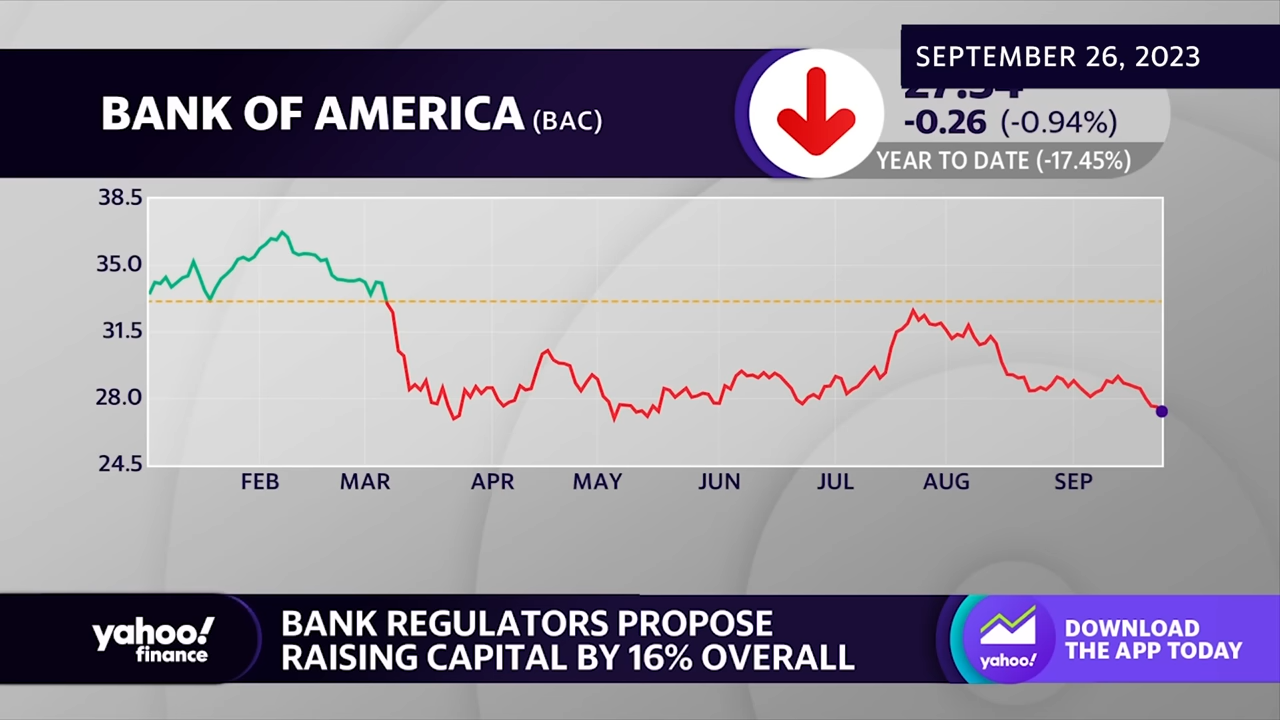 SEPTEMBER 26, 2023
BANK OF AMERICA (BAC)
-0.26 (-0.94%)
YEAR TO DATE (-17.45%)
38.5
35.0
31.5
28.0
24.5
FEB MAR APR MAY JUN JUL AUG SEP
yahoo!
finance
BANK REGULATORS PROPOSE
RAISING CAPITAL BY 16% OVERALL
yahoo!
DOWNLOAD
THE APP TODAY